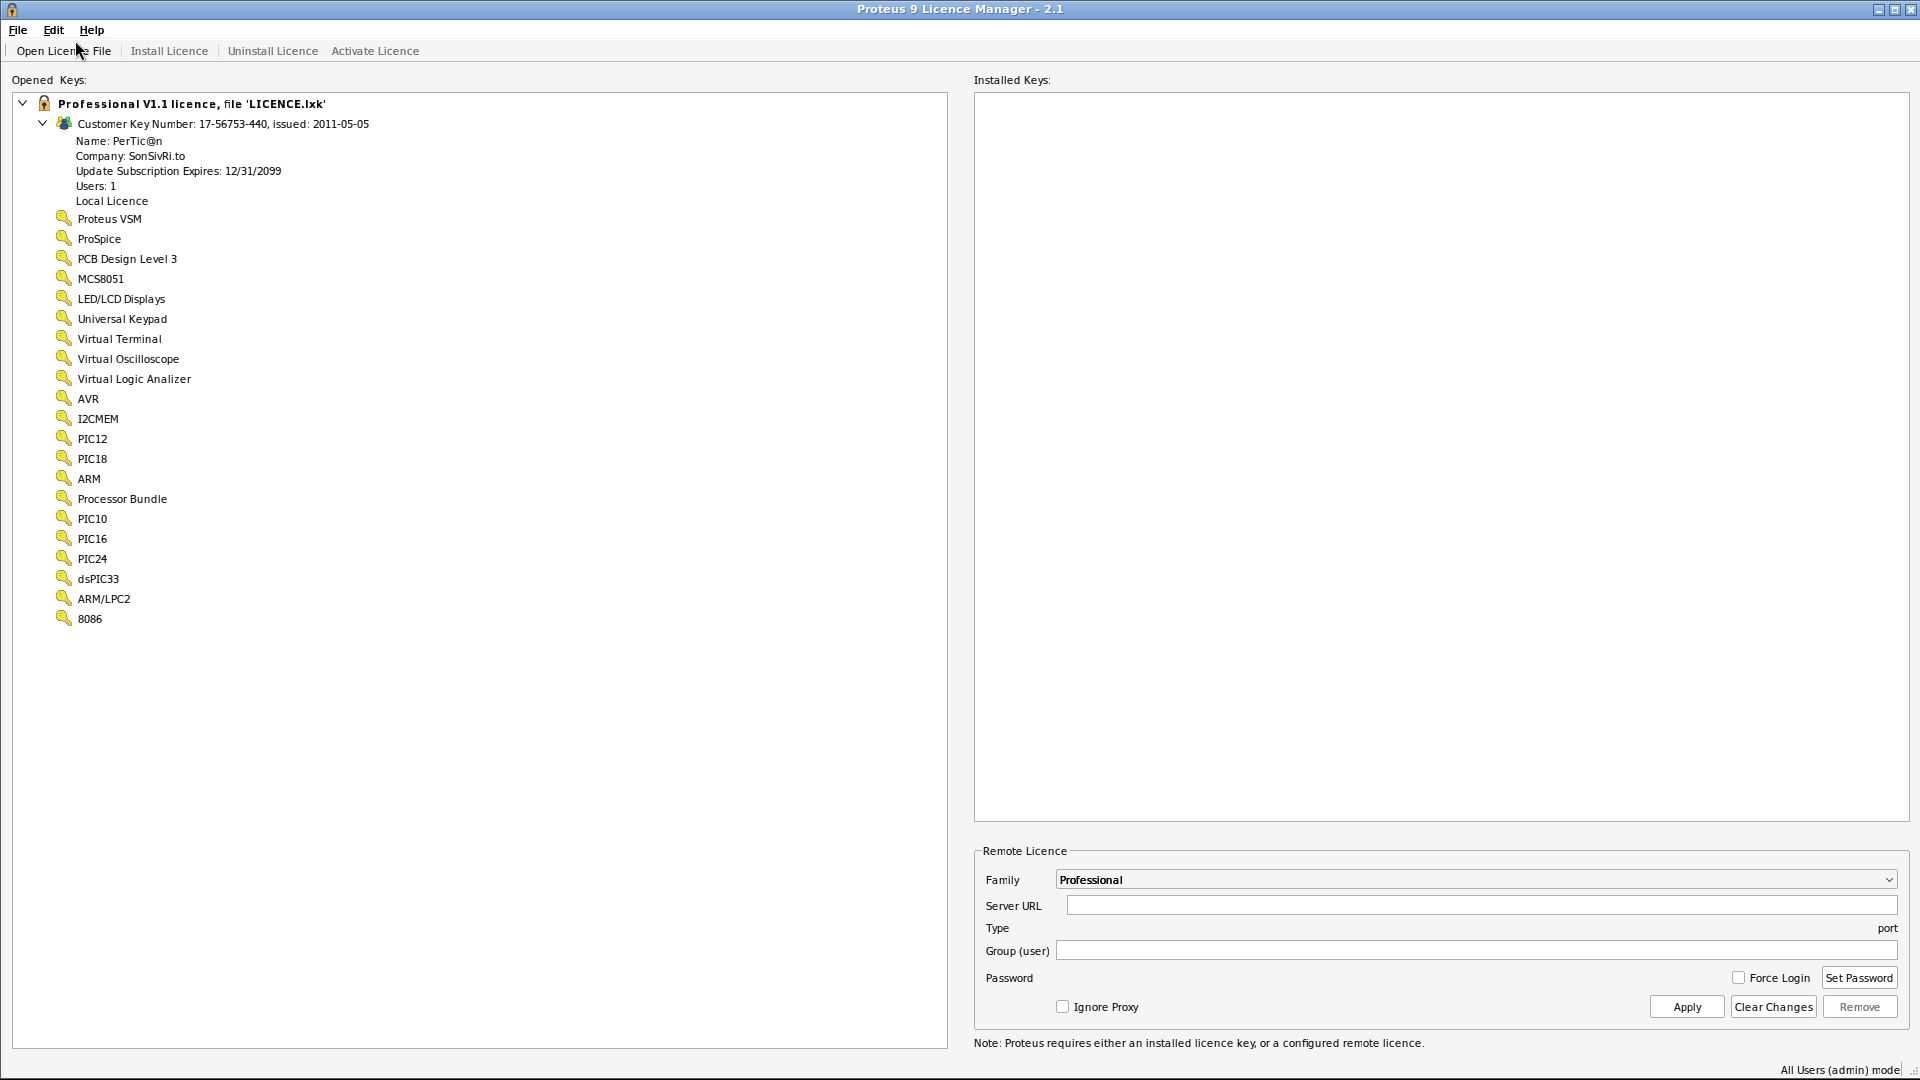 Proteus 9 Licence Manager - 2.1
File Edit Help
Open Licence File Install Licence Uninstall Licence Activate Licence
Opened Keys:
Professional V1.1 licence, file 'LICENCE.lxk'
Customer Key Number: 17-56753-440, issued: 2011-05-05
Name: PerTic@n
Company: SonSivRi.to
Update Subscription Expires: 12/31/2099
Users: 1
Local Licence
Proteus VSM
ProSpice
PCB Design Level 3
MCS8051
LED/LCD Displays
Universal Keypad
Virtual Terminal
Virtual Oscilloscope
Virtual Logic Analizer
AVR
I2CMEM
PIC12
PIC18
ARM
Processor Bundle
PIC10
PIC16
PIC24
dsPIC33
ARM/LPC2
8086
Installed Keys:
Remote Licence
Family Professional
Server URL
Type port
Group (user)
Password Force Login Set Password
Ignore Proxy Apply Clear Changes Remove
Note: Proteus requires either an installed licence key, or a configured remote licence.
All Users (admin) mode